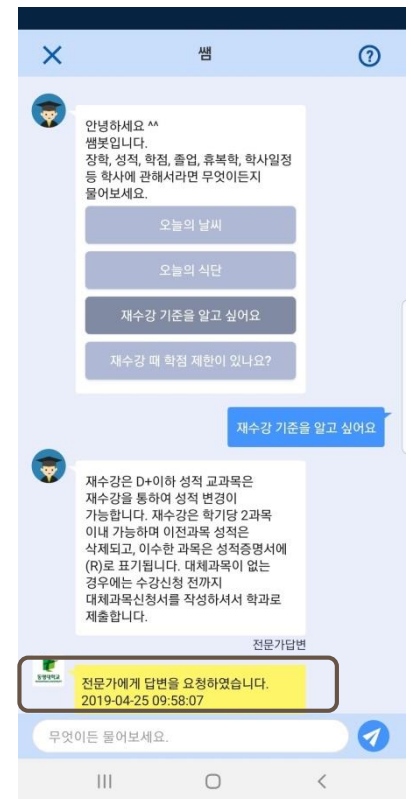 쌤
안녕하세요 ^^
쌤봇입니다.
장학, 성적, 학점, 졸업, 휴복학, 학사일정
등 학사에 관해서라면 무엇이든지
물어보세요.
오늘의 날씨
오늘의 식단
재수강 기준을 알고 싶어요
재수강 때 학점 제한이 있나요?
재수강 기준을 알고 싶어요
재수강은 D+이하 성적 교과목은
재수강을 통하여 성적 변경이
가능합니다. 재수강은 학기당 2과목
이내 가능하며 이전과목 성적은
삭제되고, 이수한 과목은 성적증명서에
(R)로 표기됩니다. 대체과목이 없는
경우에는 수강신청 전까지
대체과목신청서를 작성하셔서 학과로
제출합니다.
전문가답변
전문가에게 답변을 요청하였습니다.
2019-04-25 09:58:07
무엇이든 물어보세요.